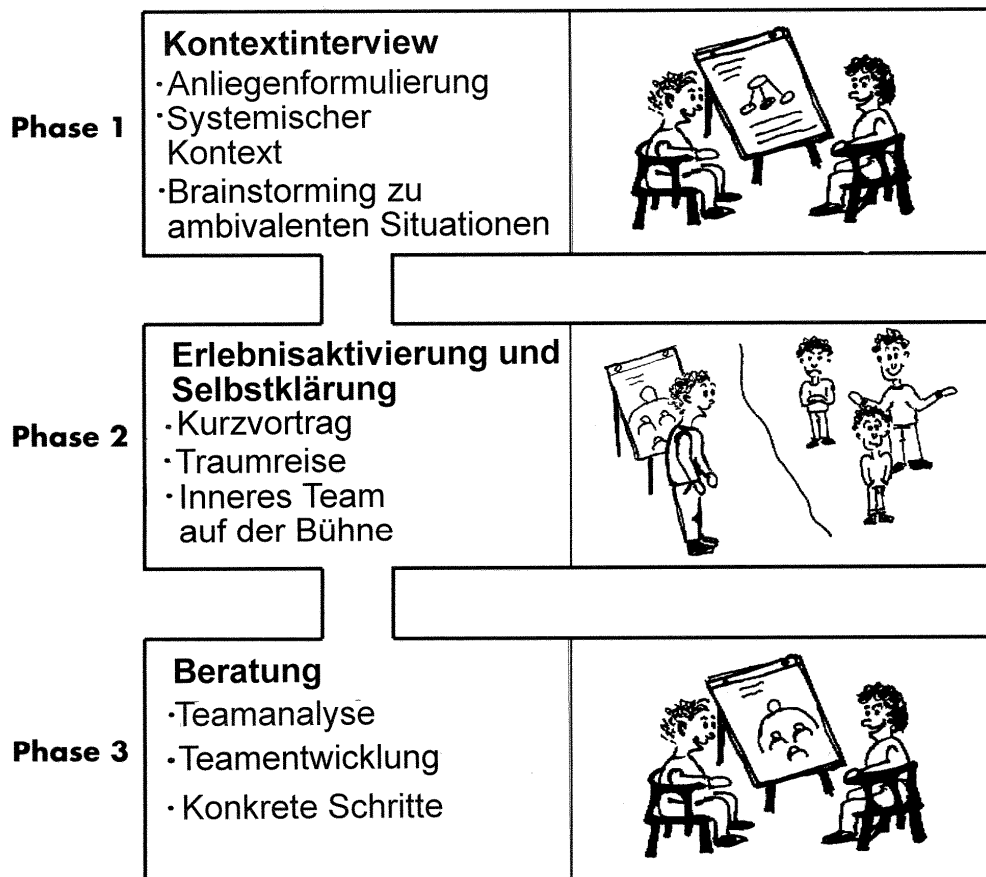 Phase 1
Kontextinterview
·Anliegenformulierung
·Systemischer
Kontext
·Brainstorming zu
ambivalenten Situationen
Phase 2
Erlebnisaktivierung und
Selbstklärung
·Kurzvortrag
·Traumreise
·Inneres Team
auf der Bühne
Phase 3
Beratung
·Teamanalyse
·Teamentwicklung
·Konkrete Schritte